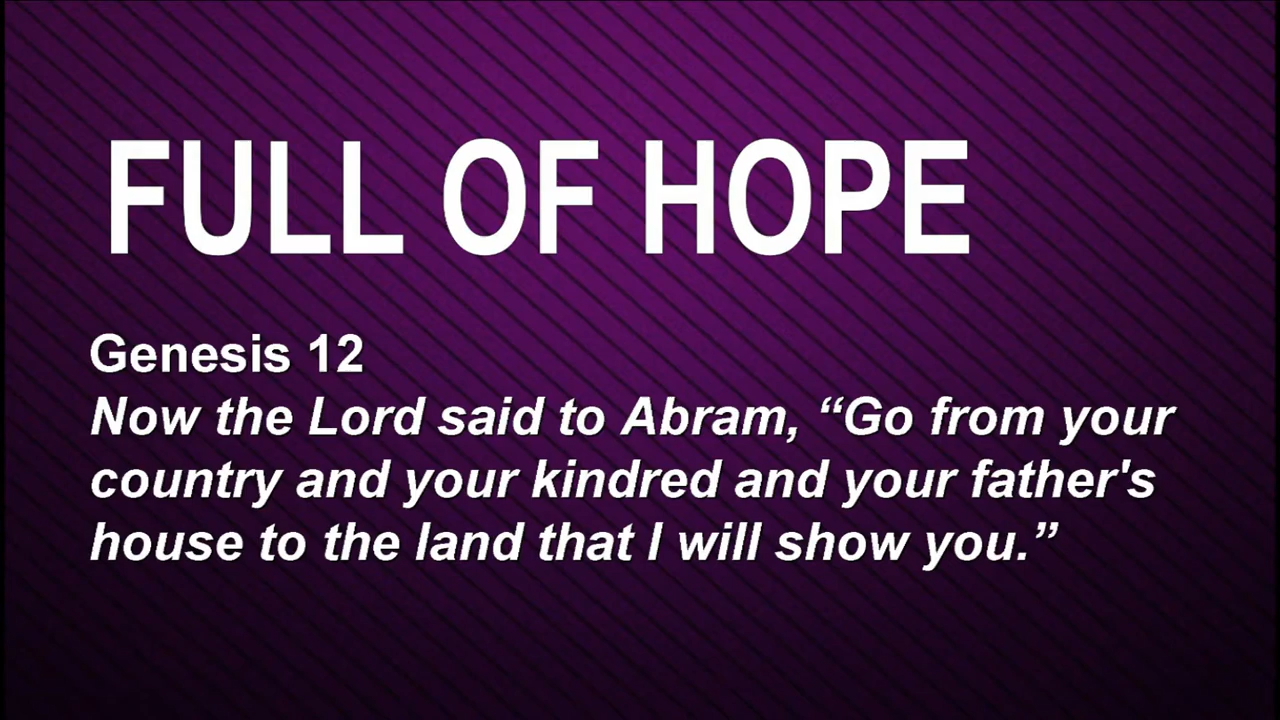 FULL OF HOPE
Genesis 12
Now the Lord said to Abram, “Go from your
country and your kindred and your father's
house to the land that I will show you.”